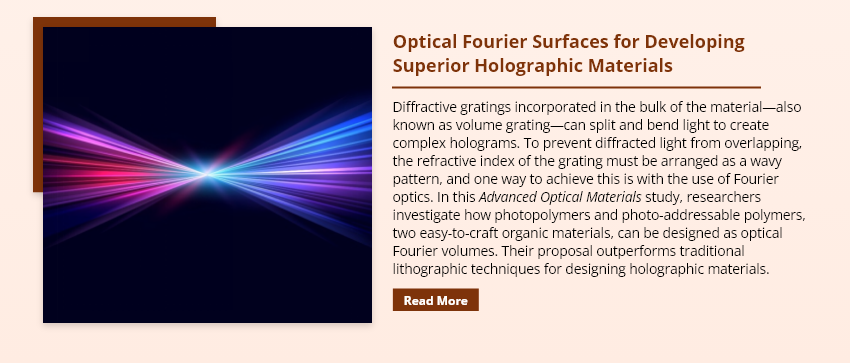 Optical Fourier Surfaces for Developing
Superior Holographic Materials
Diffractive gratings incorporated in the bulk of the material—also
known as volume grating—can split and bend light to create
complex holograms. To prevent diffracted light from overlapping,
the refractive index of the grating must be arranged as a wavy
pattern, and one way to achieve this is with the use of Fourier
optics. In this Advanced Optical Materials study, researchers
investigate how photopolymers and photo-addressable polymers,
two easy-to-craft organic materials, can be designed as optical
Fourier volumes. Their proposal outperforms traditional
lithographic techniques for designing holographic materials.
Read More